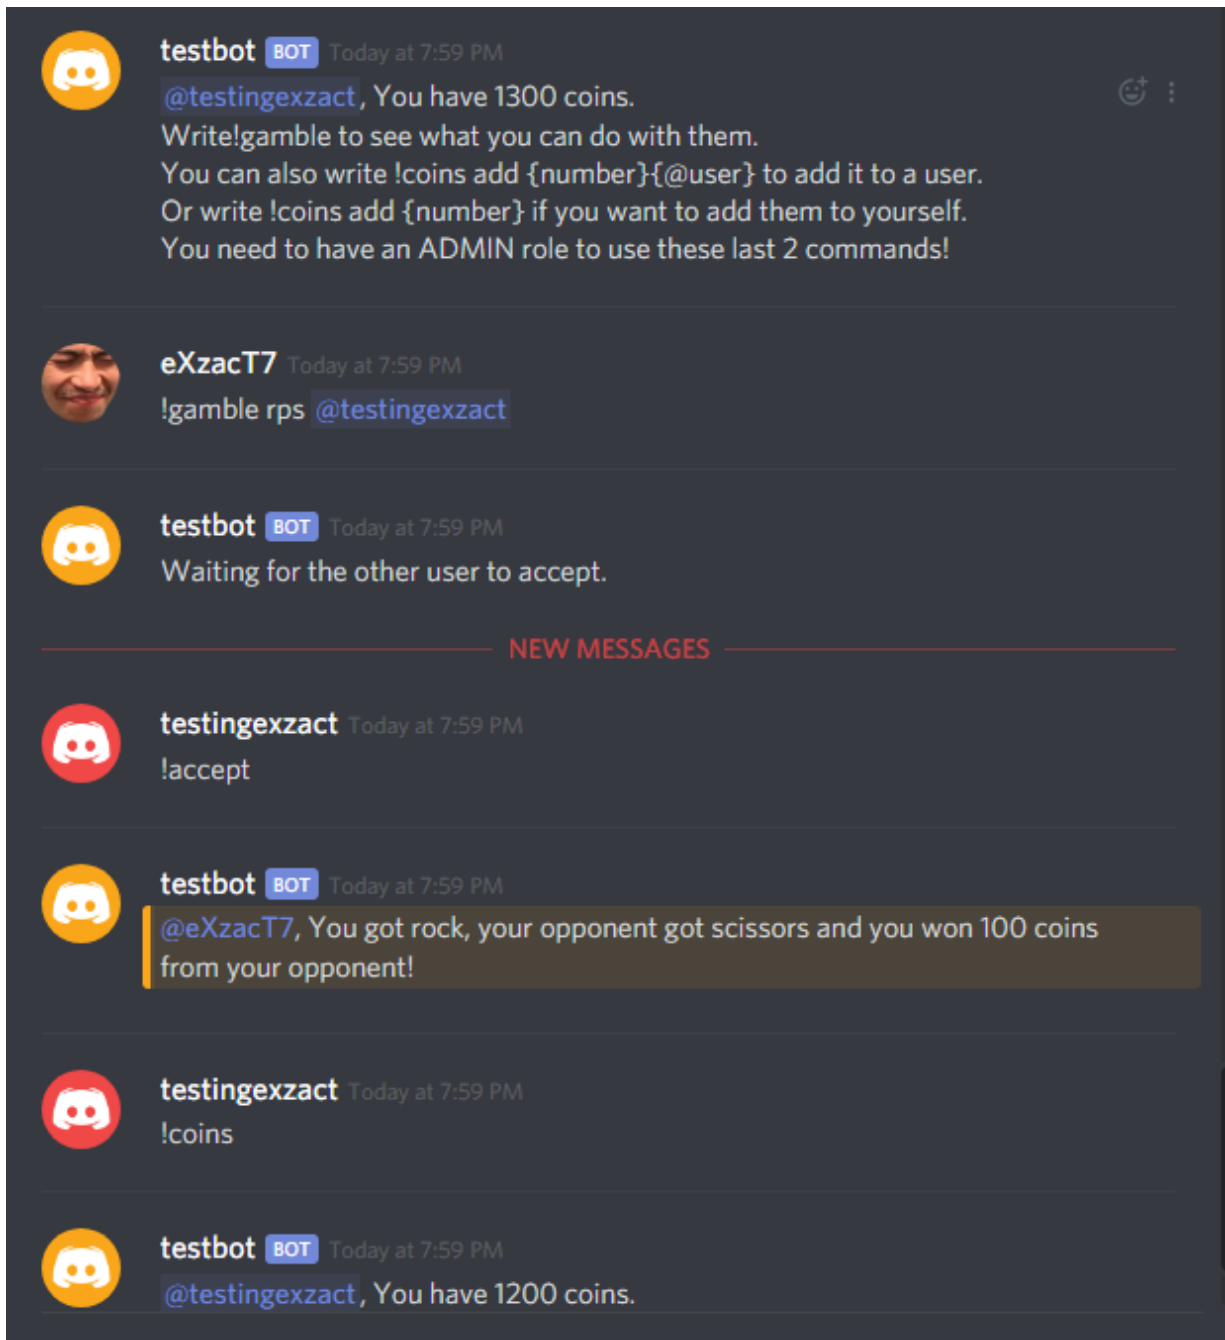 testbot BOT Today at 7:59 PM
@testingexzact, You have 1300 coins.
Write!gamble to see what you can do with them.
You can also write !coins add {number}{@user} to add it to a user.
Or write !coins add {number} if you want to add them to yourself.
You need to have an ADMIN role to use these last 2 commands!
eXzacT7 Today at 7:59 PM
!gamble rps @testingexzact
testbot BOT Today at 7:59 PM
Waiting for the other user to accept.
NEW MESSAGES
testingexzact Today at 7:59 PM
!accept
testbot BOT Today at 7:59 PM
@eXzacT7, You got rock, your opponent got scissors and you won 100 coins
from your opponent!
testingexzact Today at 7:59 PM
!coins
testbot BOT Today at 7:59 PM
@testingexzact, You have 1200 coins.